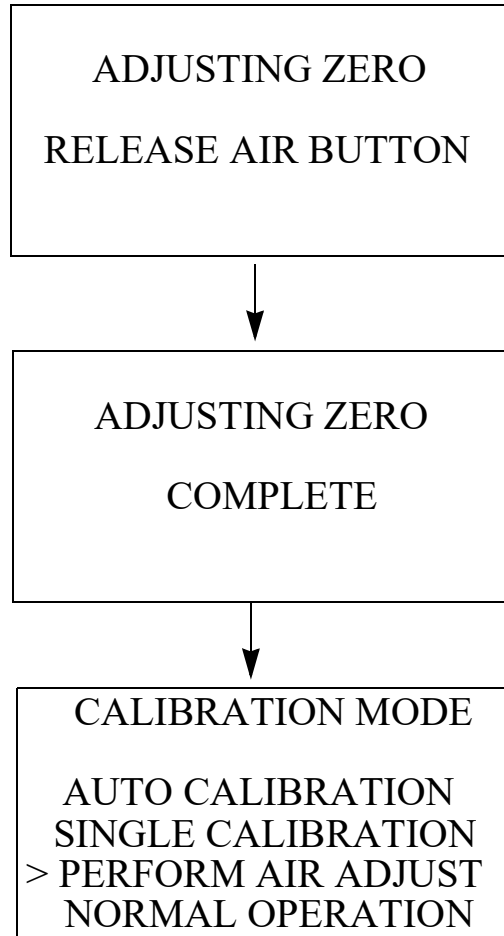 ADJUSTING ZERO
RELEASE AIR BUTTON
ADJUSTING ZERO
COMPLETE
CALIBRATION MODE
AUTO CALIBRATION
SINGLE CALIBRATION
> PERFORM AIR ADJUST
NORMAL OPERATION